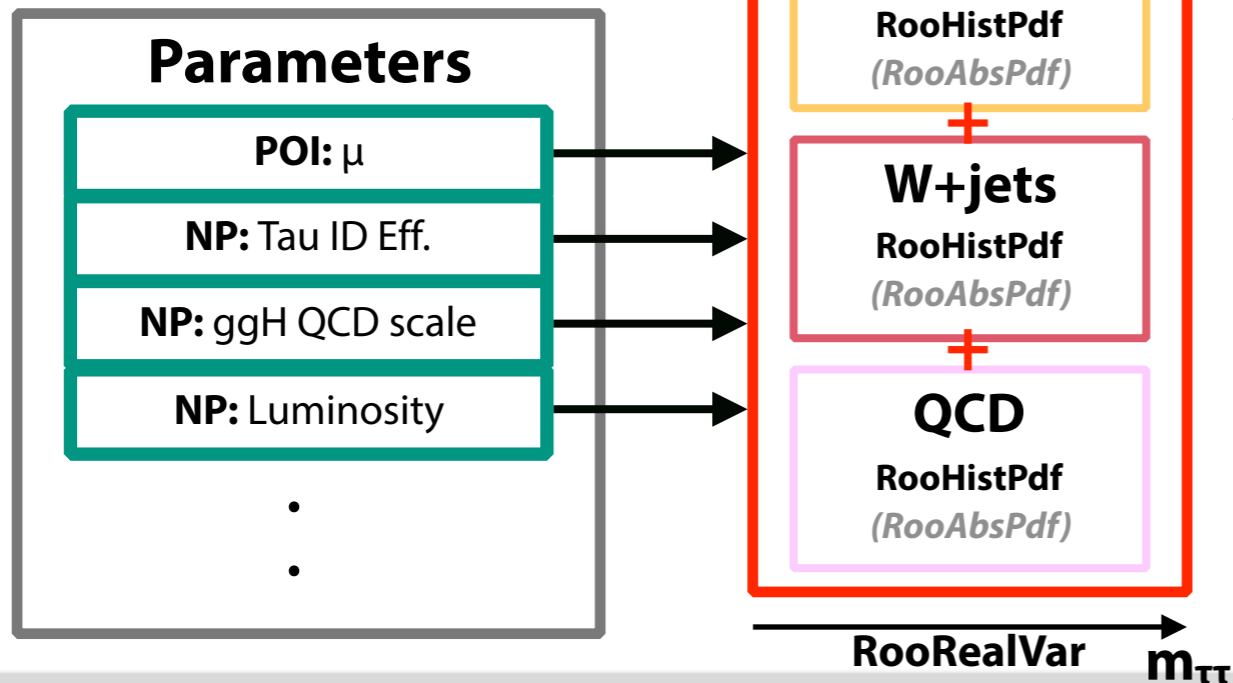 Parameters
POI: μ
NP: Tau ID Eff.
NP: ggH QCD scale
NP: Luminosity
RooHistPdf
(RooAbsPdf)
+
W+jets
RooHistPdf
(RooAbsPdf)
+
QCD
RooHistPdf
(RooAbsPdf)
RooRealVar
mττ